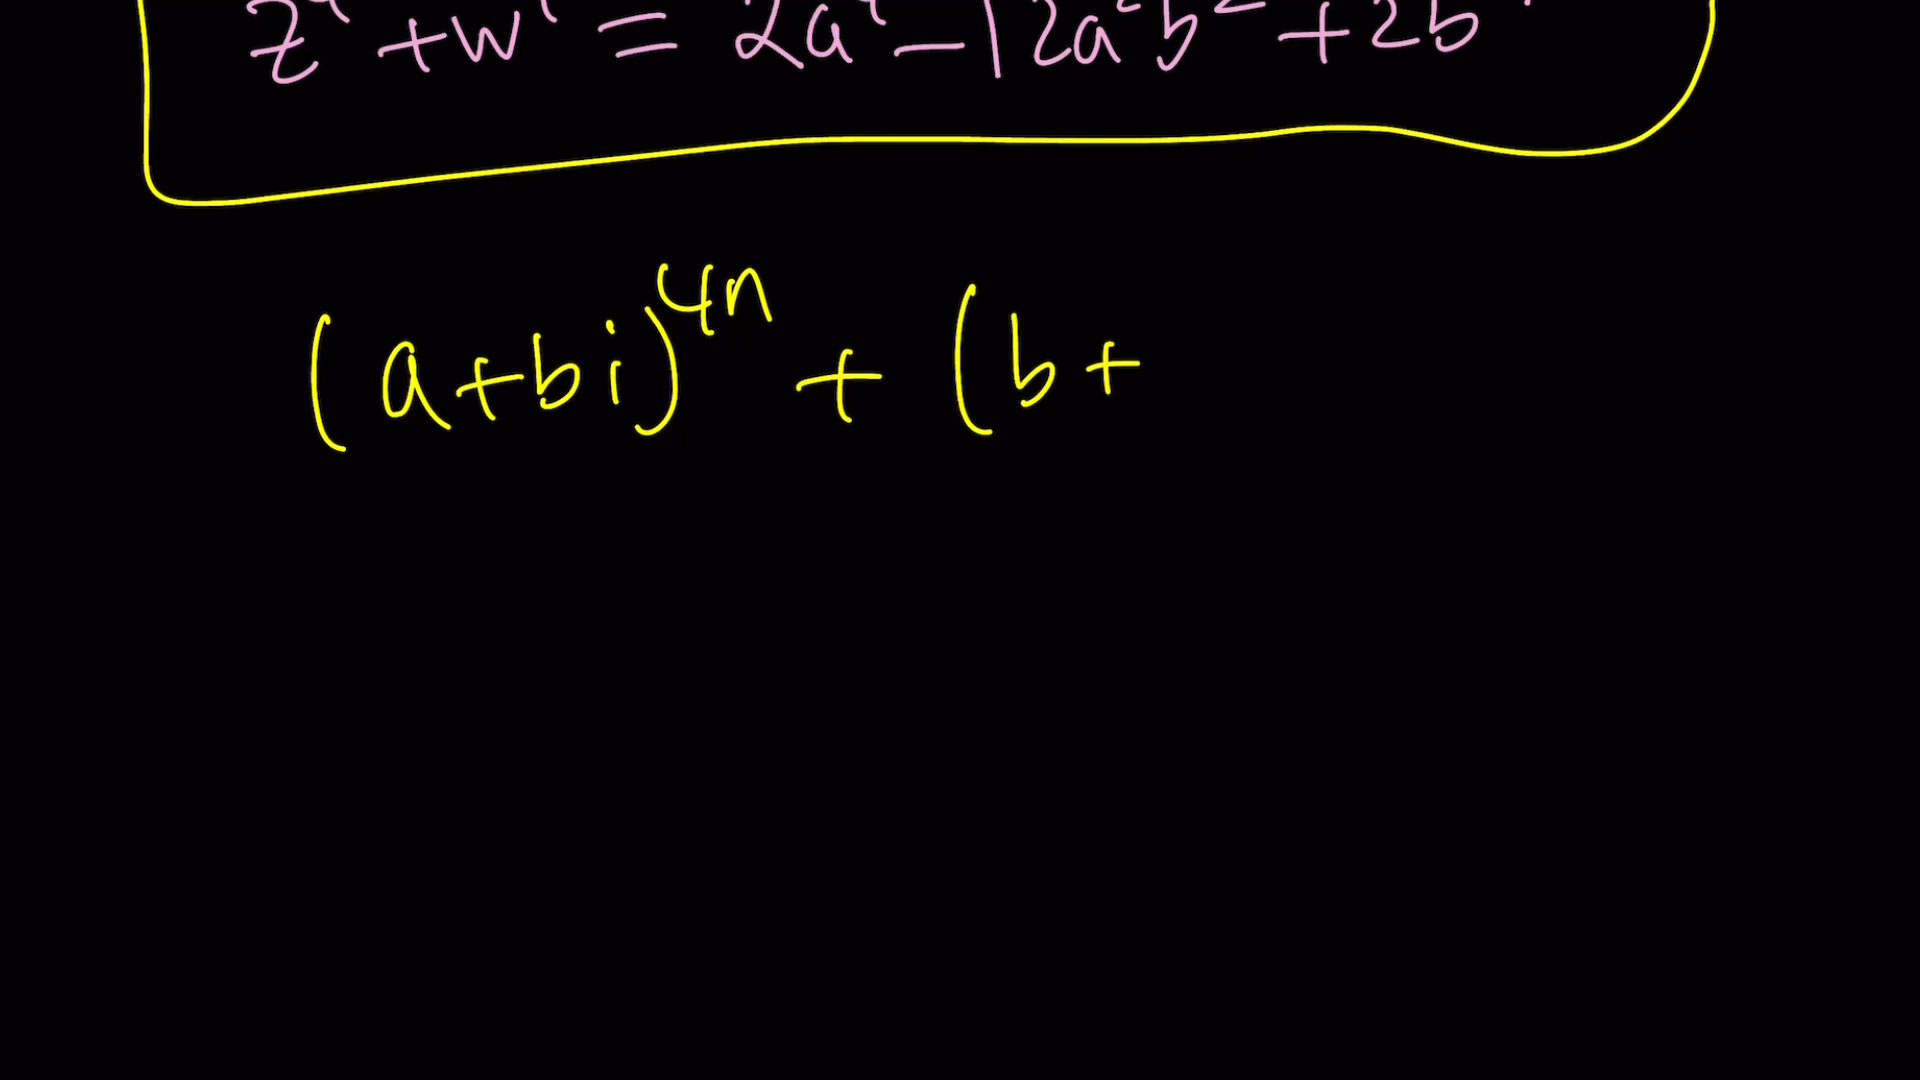 z⁴ + w⁴ = 2a⁴ − 12a²b² + 2b⁴
(a+bi)⁴ⁿ + (b+